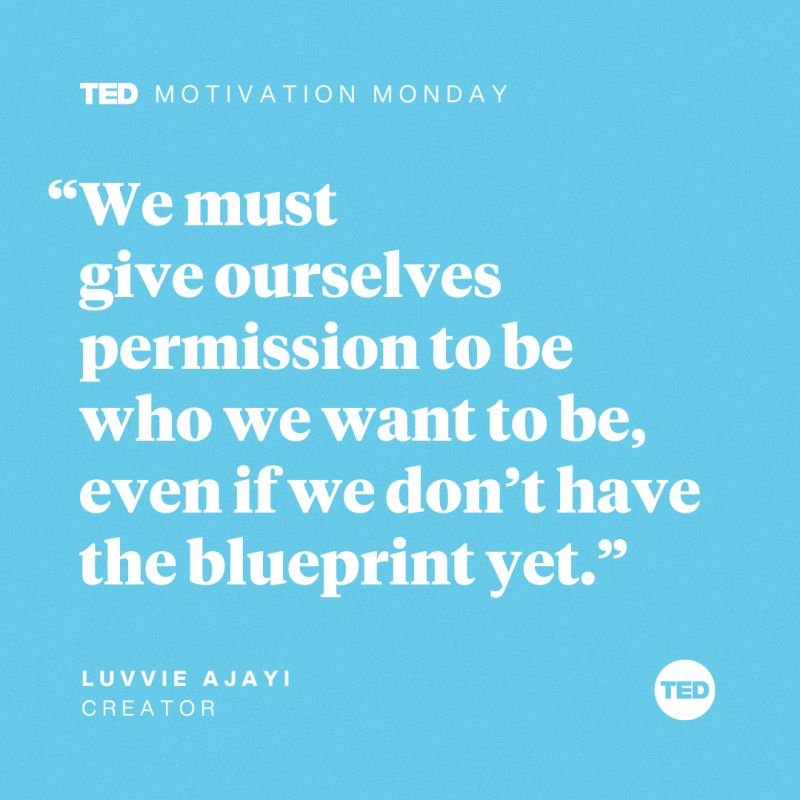 TED MOTIVATION MONDAY
“We must
give ourselves
permission to be
who we want to be,
even if we don’t have
the blueprint yet.”
LUVVIE AJAYI
CREATOR
TED